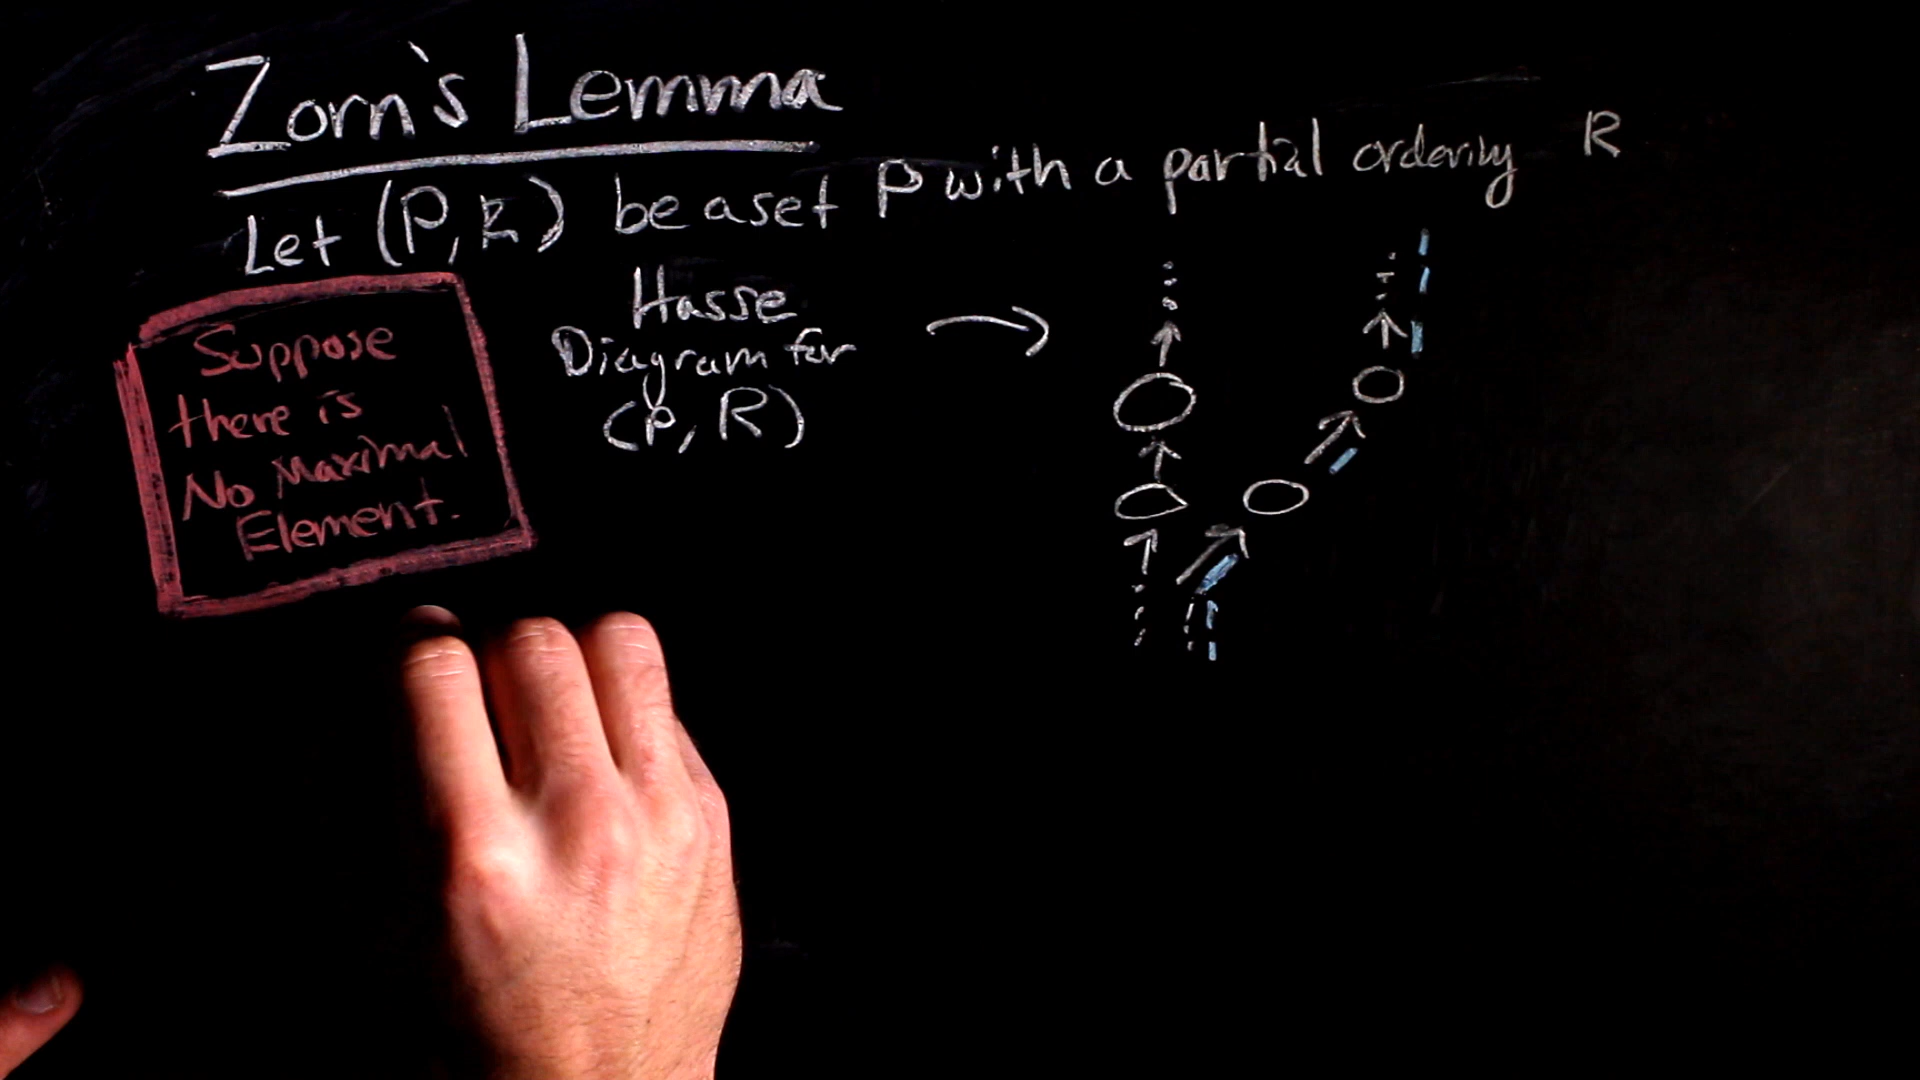 Zorn's Lemma
Let (P, R) be a set P with a partial ordering R
Suppose
there is
No Maximal
Element.
Hasse
Diagram for
(P, R)